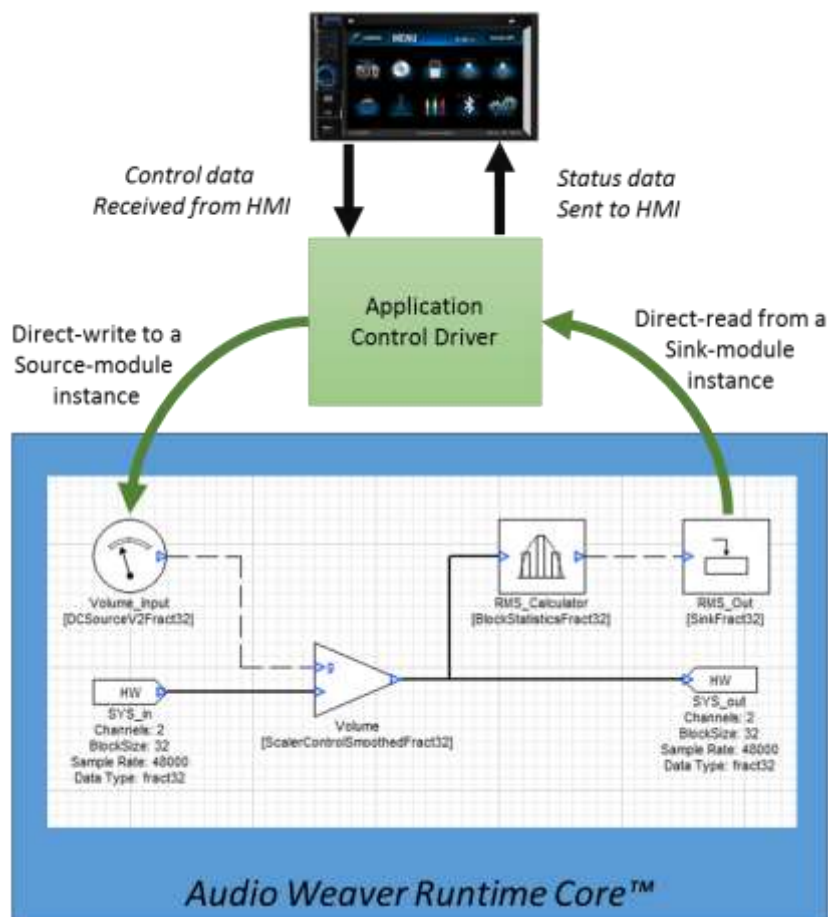 MENU
Control data
Received from HMI
Status data
Sent to HMI
Application
Control Driver
Direct-write to a
Source-module
instance
Direct-read from a
Sink-module
instance
Volume_input
[DCSourceV2Fract32]
RMS_Calculator
[BlockStatisticsFract32]
RMS_Out
[SinkFract32]
g
HW
SYS_in
Channels: 2
BlockSize: 32
Sample Rate: 48000
Data Type: fract32
Volume
[ScalerControlSmoothedFract32]
HW
SYS_out
Channels: 2
BlockSize: 32
Sample Rate: 48000
Data Type: fract32
Audio Weaver Runtime Core™